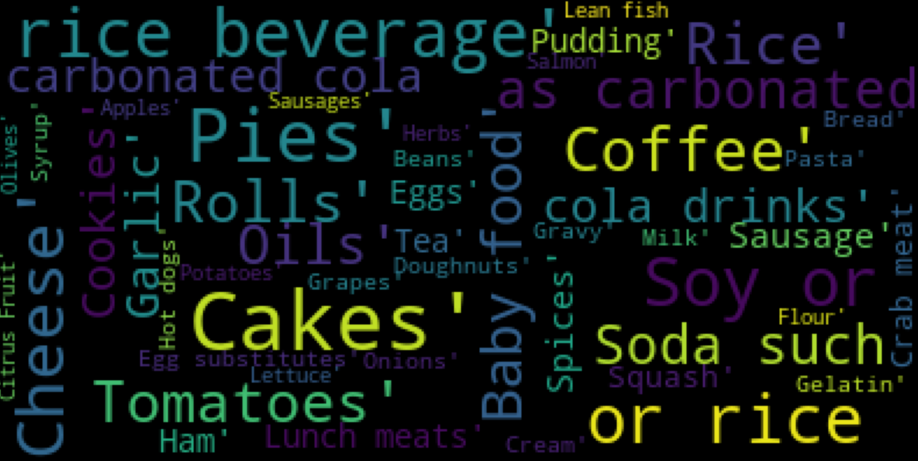 rice beverage'
Lean fish
Pudding'
Rice'
carbonated cola
Salmon'
as carbonated
Apples'
Sausages'
Olives'
Syrup'
Cookies'
Garlic'
Pies'
Herbs'
Beans'
Baby food'
Coffee'
Bread'
Pasta'
Rolls'
Eggs'
cola drinks'
Cheese'
Oils'
Tea'
Gravy'
Milk'
Sausage'
Crab meat'
Citrus Fruit'
Hot dogs'
Potatoes'
Grapes'
Doughnuts'
Spices'
Soy or
Cakes'
Flour'
Soda such
Egg substitutes'
Onions'
Lettuce'
Squash'
Gelatin'
Tomatoes'
or rice
Ham'
Lunch meats'
Cream'